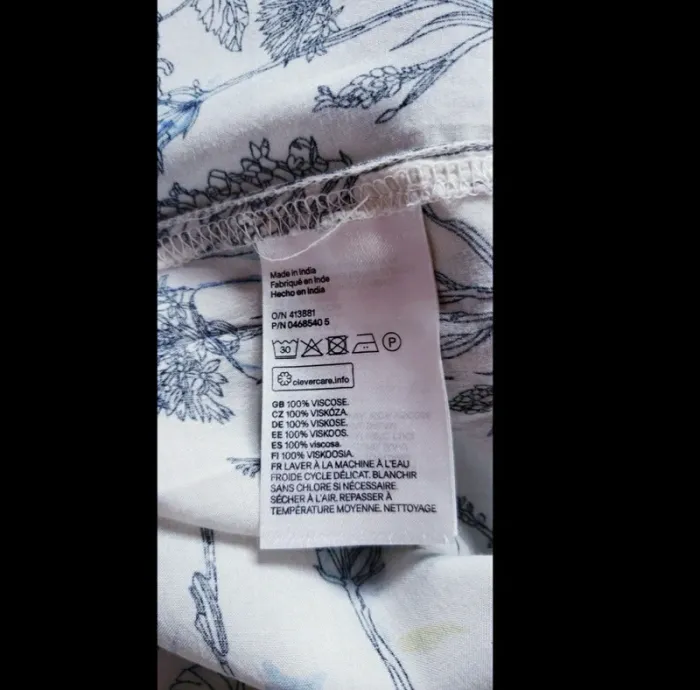 Made in India
Fabriqué en Inde
Hecho en India
O/N 413881
P/N 0468540 5
30 P
clevercare.info
GB 100% VISCOSE.
CZ 100% VISKÓZA.
DE 100% VISKOSE.
EE 100% VISKOOS.
ES 100% viscosa.
FI 100% VISKOOSIA.
FR LAVER À LA MACHINE À L'EAU
FROIDE CYCLE DÉLICAT. BLANCHIR
SANS CHLORE SI NÉCESSAIRE.
SÉCHER À L'AIR. REPASSER À
TEMPÉRATURE MOYENNE. NETTOYAGE